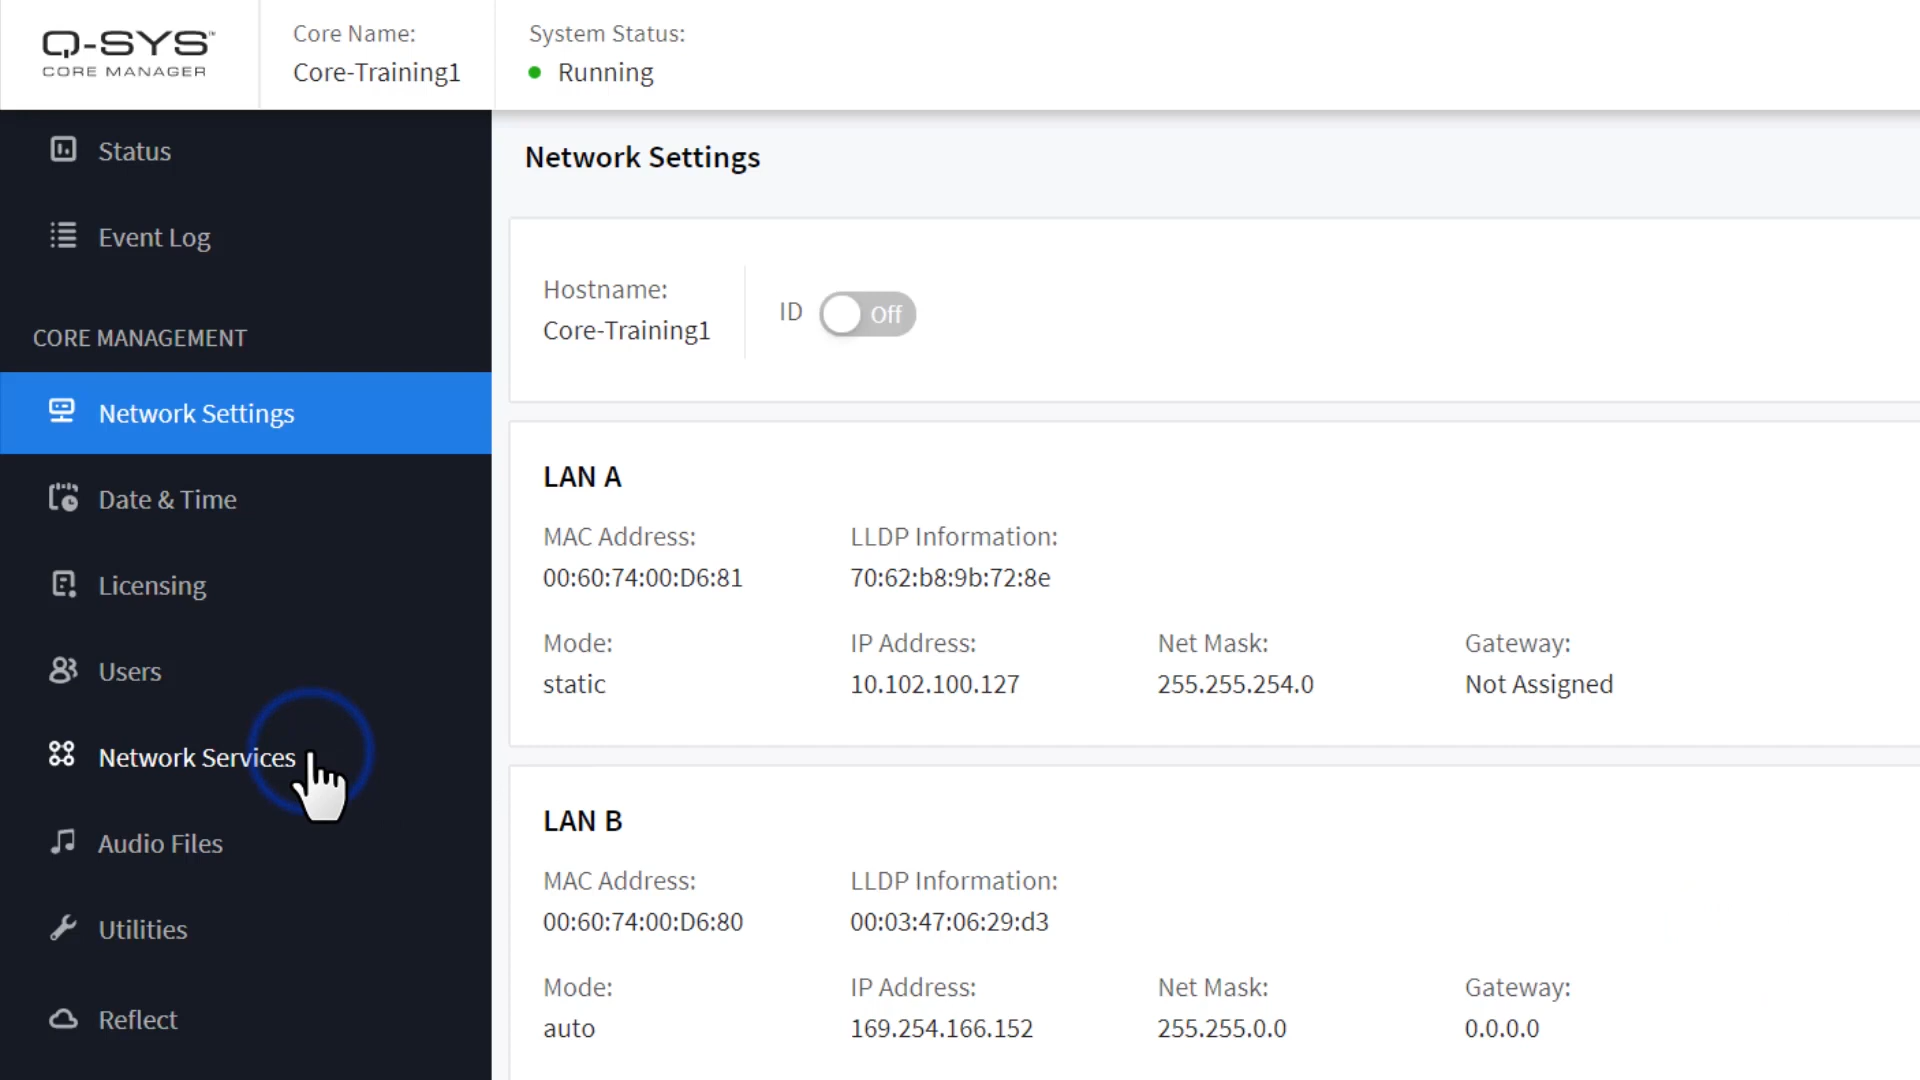 Q-SYS™
CORE MANAGER
Core Name:
Core-Training1
System Status:
Running
Status
Event Log
CORE MANAGEMENT
Network Settings
Date & Time
Licensing
Users
Network Services
Audio Files
Utilities
Reflect
Network Settings
Hostname:
Core-Training1
ID Off
LAN A
MAC Address: LLDP Information:
00:60:74:00:D6:81 70:62:b8:9b:72:8e
Mode: IP Address: Net Mask: Gateway:
static 10.102.100.127 255.255.254.0 Not Assigned
LAN B
MAC Address: LLDP Information:
00:60:74:00:D6:80 00:03:47:06:29:d3
Mode: IP Address: Net Mask: Gateway:
auto 169.254.166.152 255.255.0.0 0.0.0.0